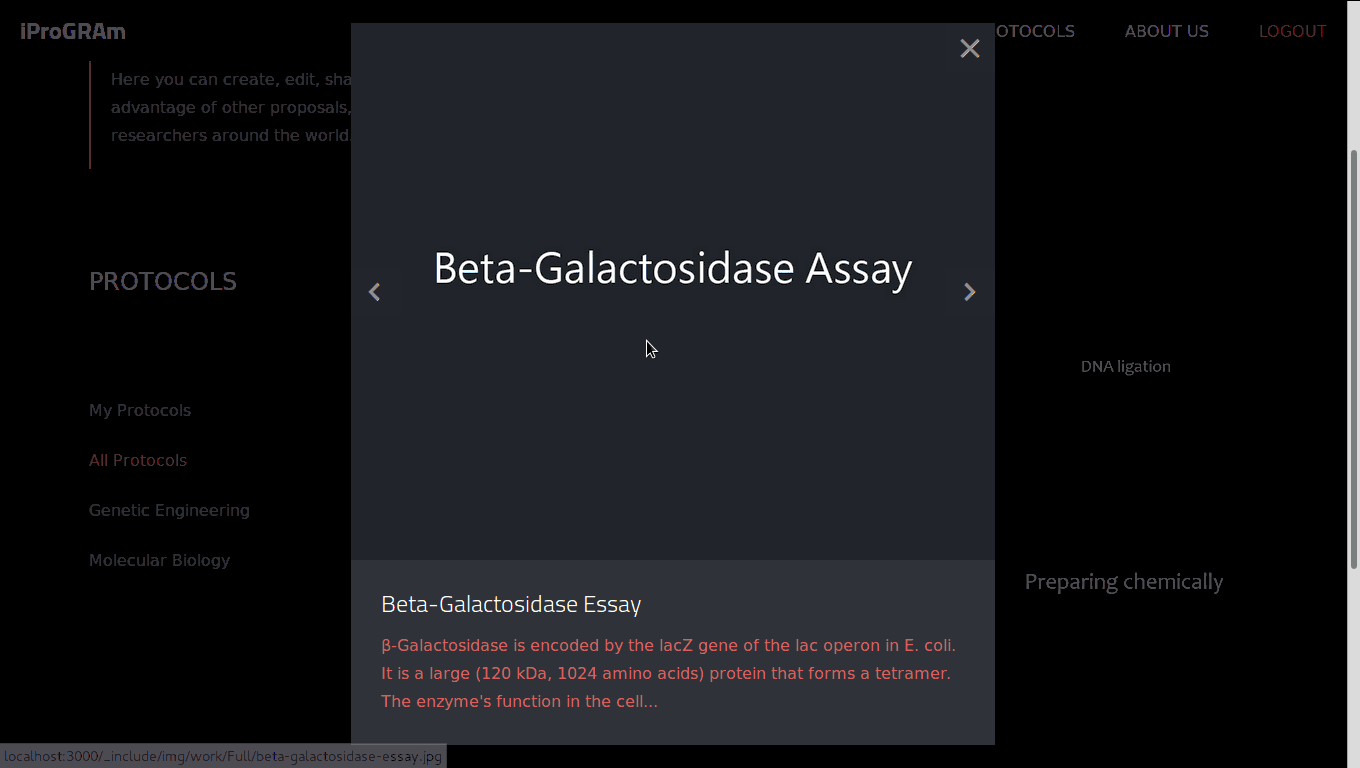 iProGRAm
OTOCOLS
ABOUT US
LOGOUT
Here you can create, edit, sha
advantage of other proposals,
researchers around the world.
Beta-Galactosidase Assay
PROTOCOLS
My Protocols
All Protocols
Genetic Engineering
Molecular Biology
DNA ligation
Preparing chemically
Beta-Galactosidase Essay
β-Galactosidase is encoded by the lacZ gene of the lac operon in E. coli.
It is a large (120 kDa, 1024 amino acids) protein that forms a tetramer.
The enzyme's function in the cell...
localhost:3000/_include/img/work/Full/beta-galactosidase-essay.jpg